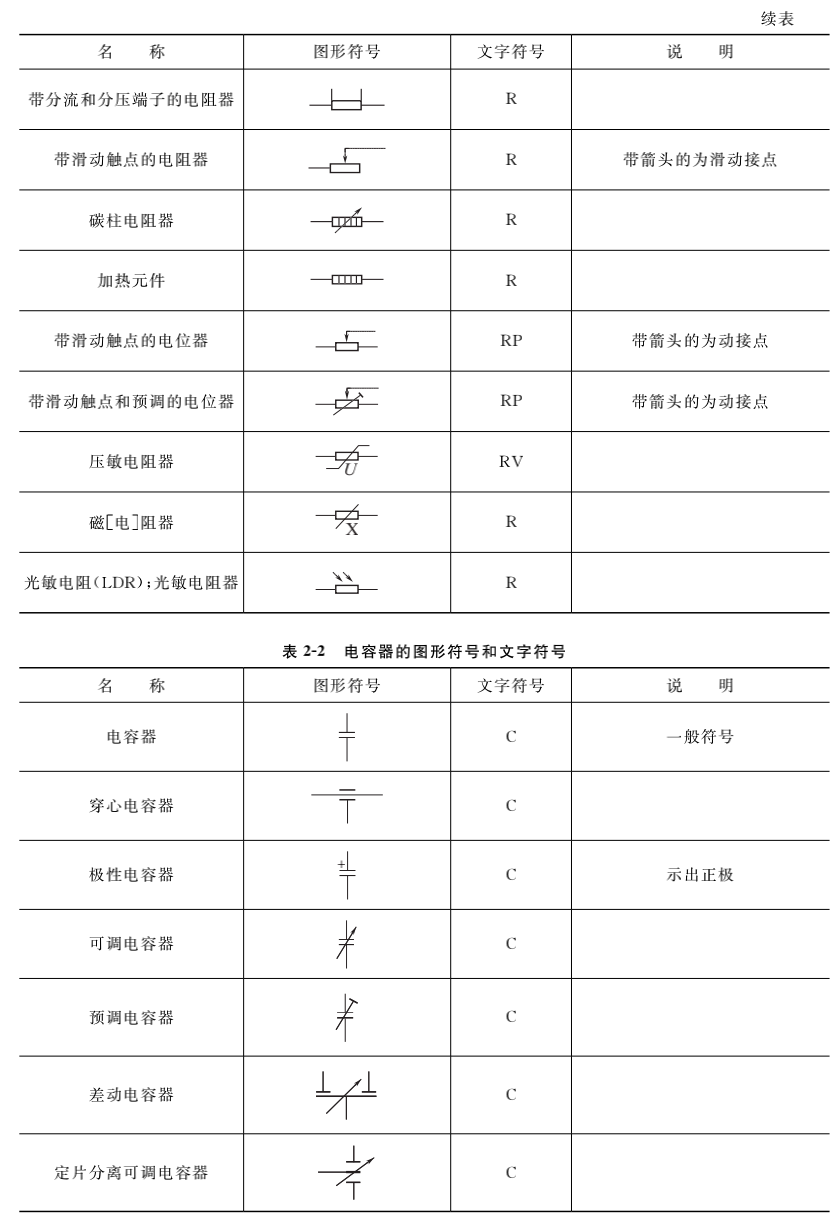 续表
名 称 图形符号 文字符号 说 明
带分流和分压端子的电阻器 R
带滑动触点的电阻器 R 带箭头的为滑动接点
碳柱电阻器 R
加热元件 R
带滑动触点的电位器 RP 带箭头的为动接点
带滑动触点和预调的电位器 RP 带箭头的为动接点
压敏电阻器 U RV
磁[电]阻器 X R
光敏电阻(LDR);光敏电阻器 R
表 2-2 电容器的图形符号和文字符号
名 称 图形符号 文字符号 说 明
电容器 C 一般符号
穿心电容器 C
极性电容器 + C 示出正极
可调电容器 C
预调电容器 C
差动电容器 C
定片分离可调电容器 C